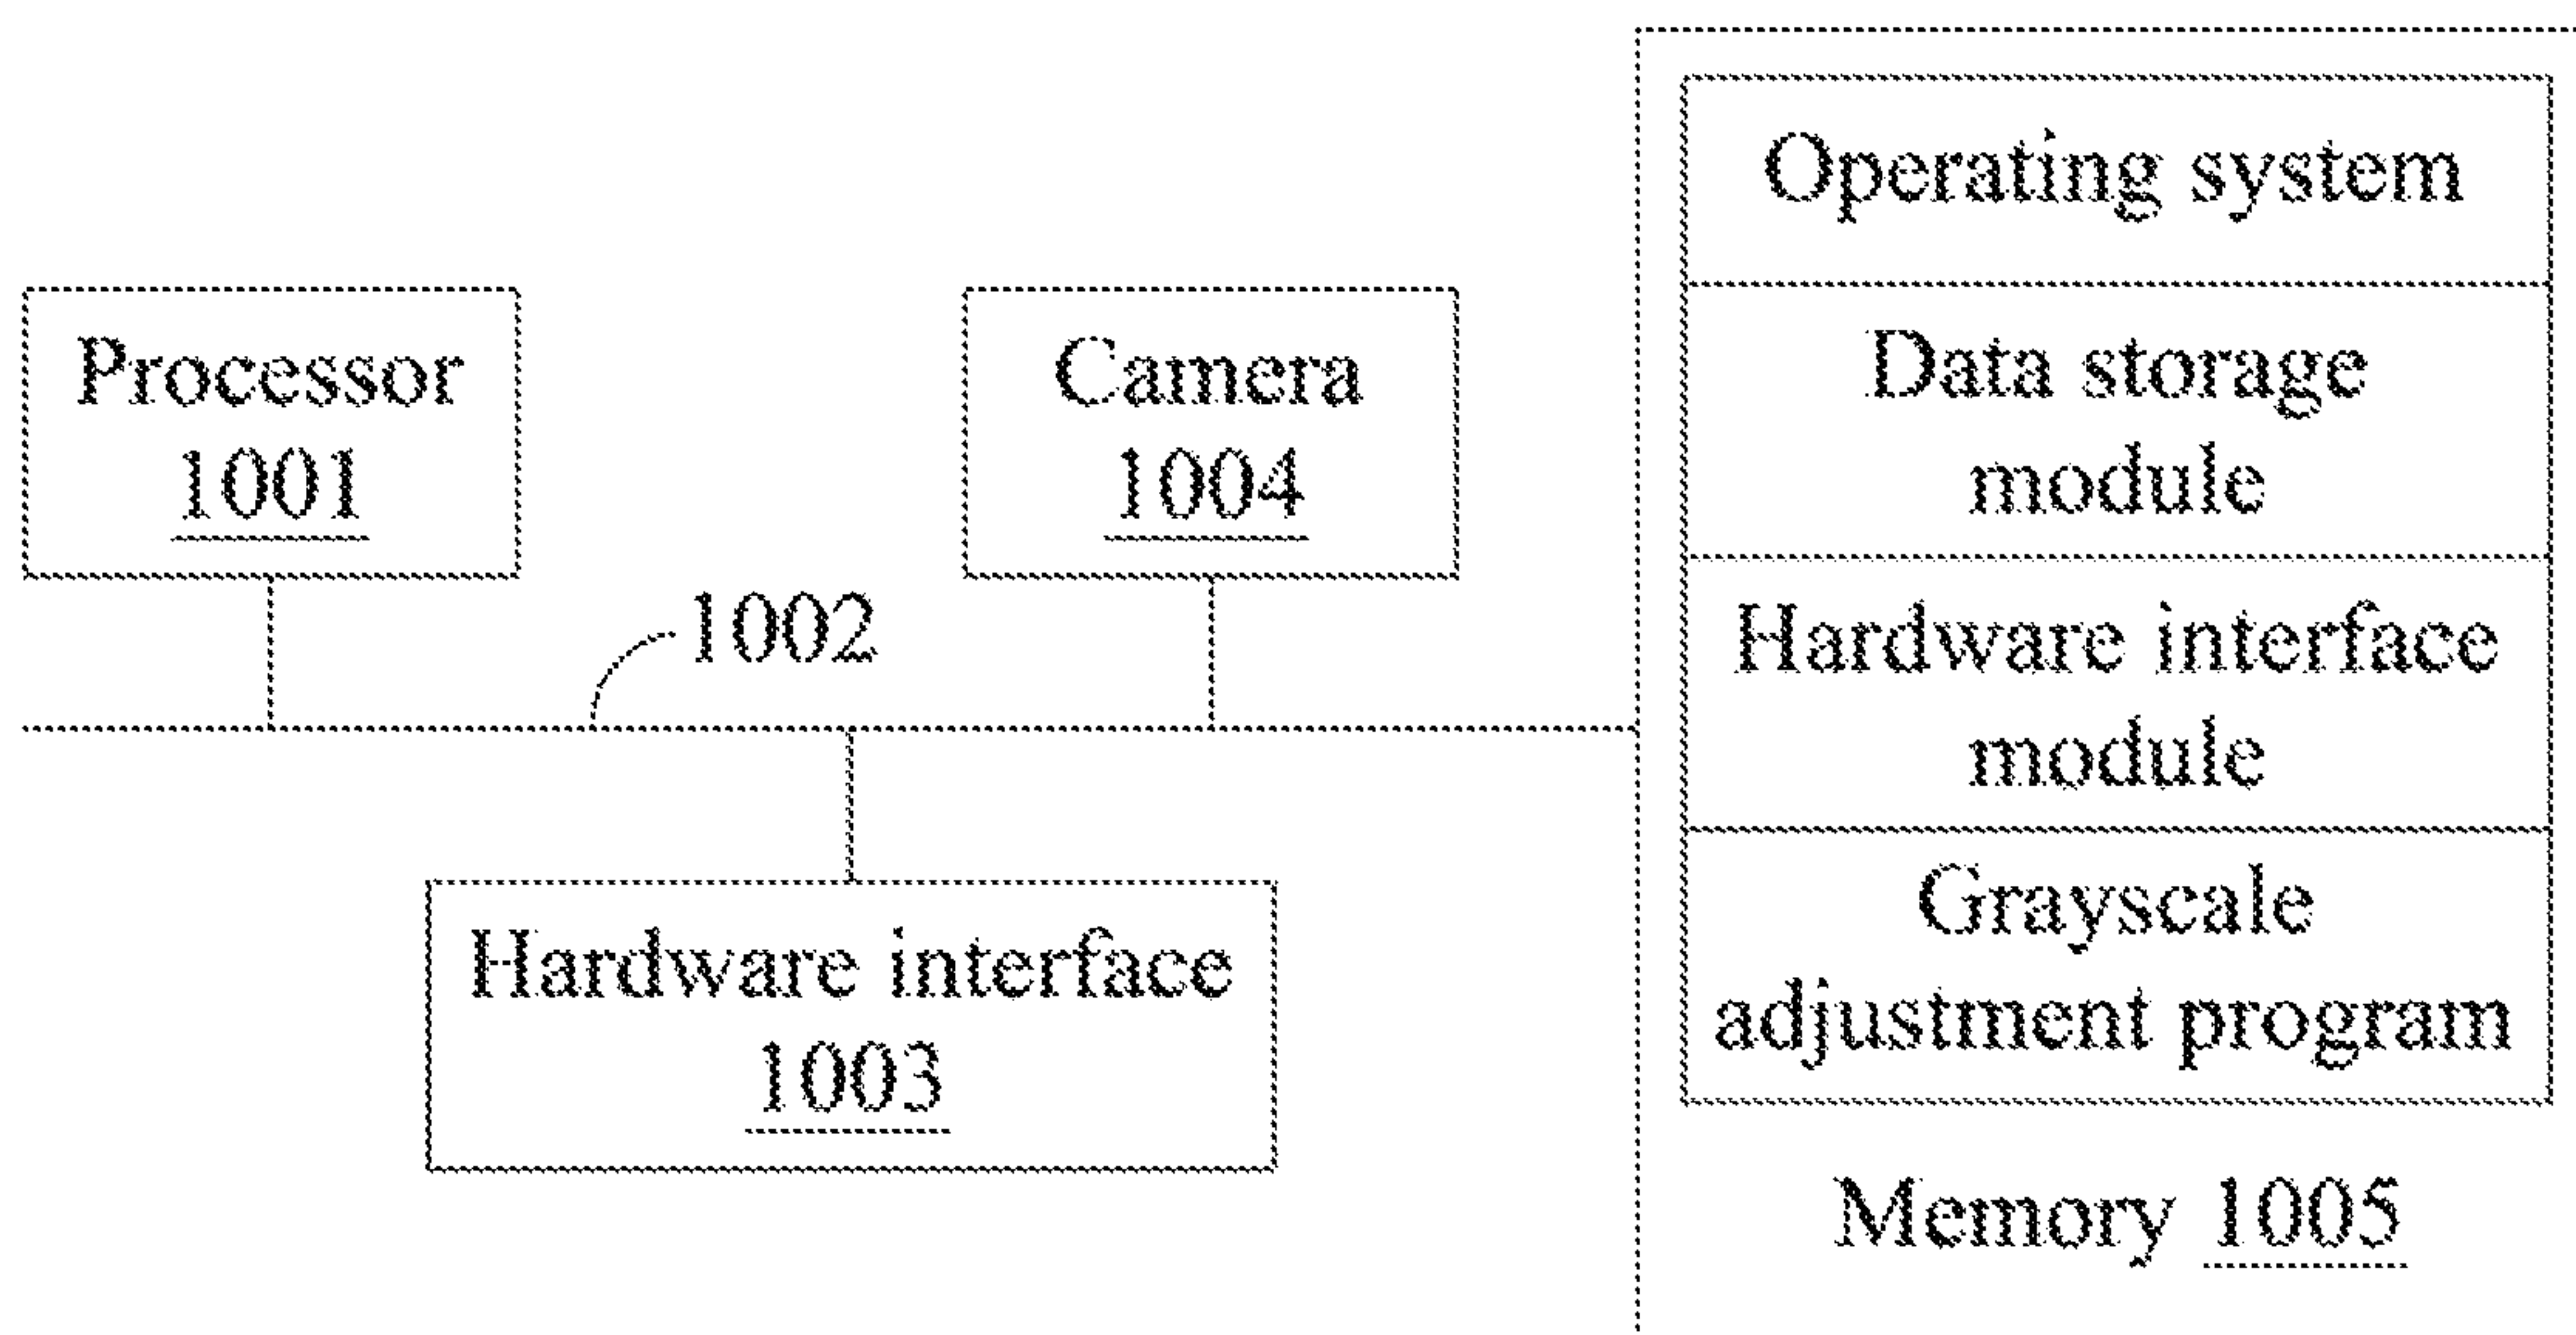 Processor
1001
Camera
1004
1002
Hardware interface
1003
Operating system
Data storage
module
Hardware interface
module
Grayscale
adjustment program
Memory 1005